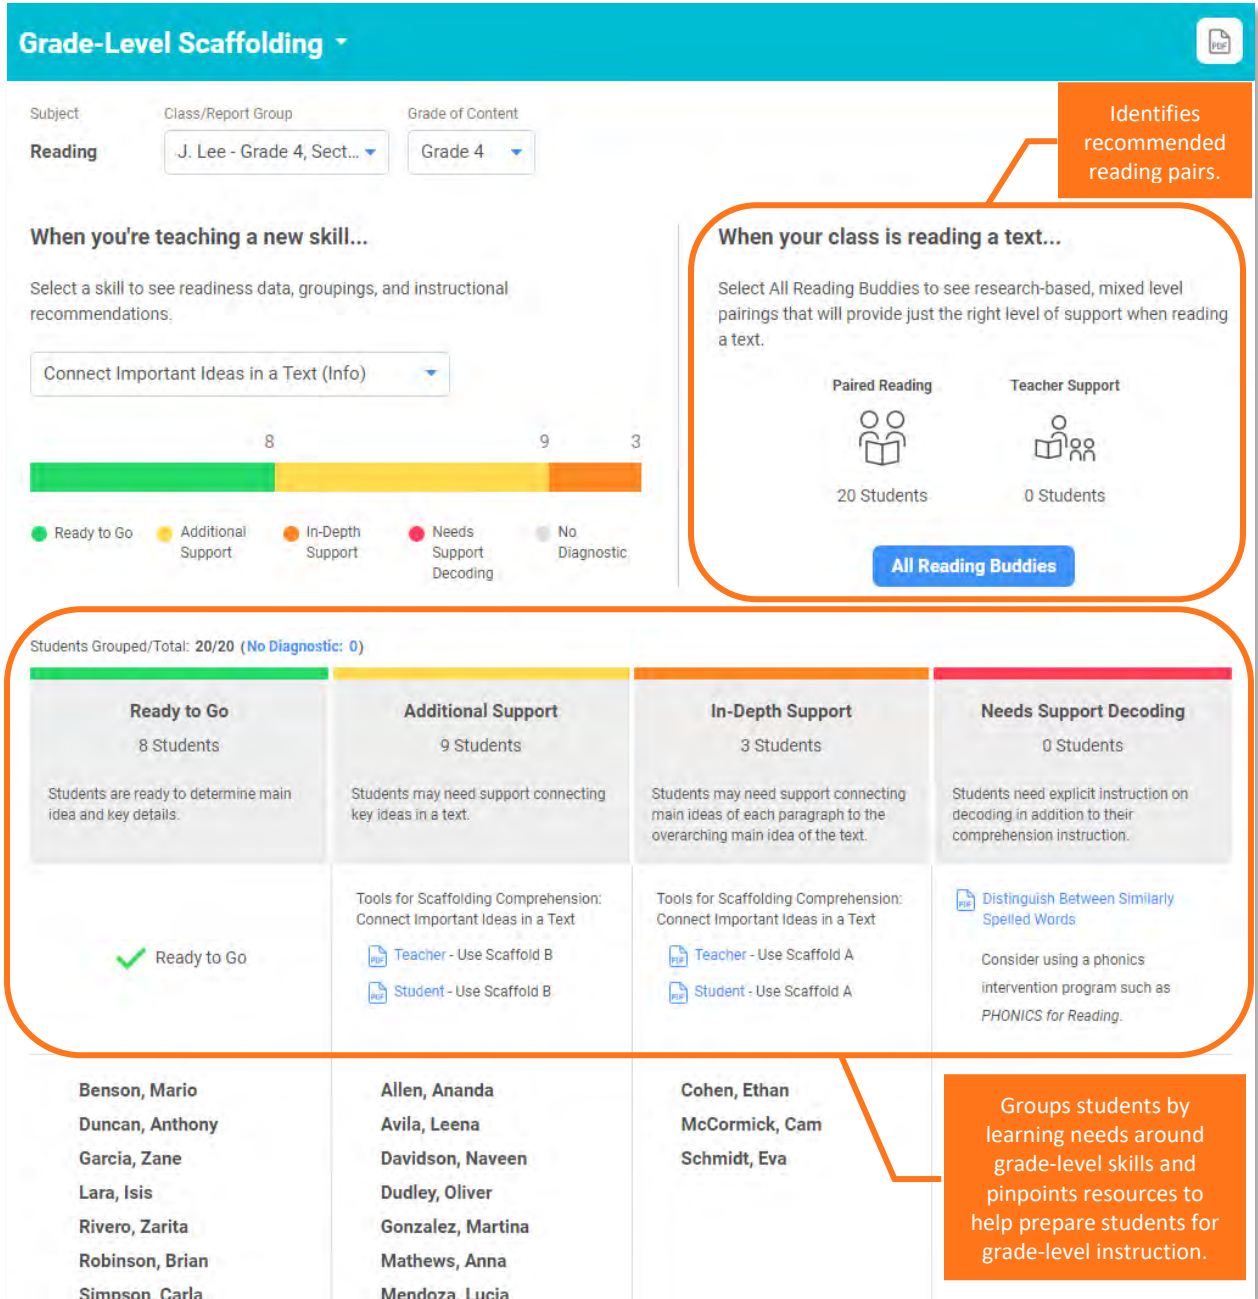 Grade-Level Scaffolding
PDF
Subject
Class/Report Group
Grade of Content
Reading
J. Lee - Grade 4, Sect...
Grade 4
Identifies
recommended
reading pairs.
When you're teaching a new skill...
Select a skill to see readiness data, groupings, and instructional
recommendations.
Connect Important Ideas in a Text (Info)
8
9
3
Ready to Go
Additional
Support
In-Depth
Support
Needs
Support
Decoding
No
Diagnostic
When your class is reading a text...
Select All Reading Buddies to see research-based, mixed level
pairings that will provide just the right level of support when reading
a text.
Paired Reading
Teacher Support
20 Students
0 Students
All Reading Buddies
Students Grouped/Total: 20/20 (No Diagnostic: 0)
Ready to Go
8 Students
Students are ready to determine main
idea and key details.
Ready to Go
Additional Support
9 Students
Students may need support connecting
key ideas in a text.
Tools for Scaffolding Comprehension:
Connect Important Ideas in a Text
PDF
Teacher - Use Scaffold B
PDF
Student - Use Scaffold B
In-Depth Support
3 Students
Students may need support connecting
main ideas of each paragraph to the
overarching main idea of the text.
Tools for Scaffolding Comprehension:
Connect Important Ideas in a Text
PDF
Teacher - Use Scaffold A
PDF
Student - Use Scaffold A
Needs Support Decoding
0 Students
Students need explicit instruction on
decoding in addition to their
comprehension instruction.
PDF
Distinguish Between Similarly
Spelled Words
Consider using a phonics
intervention program such as
PHONICS for Reading.
Benson, Mario
Duncan, Anthony
Garcia, Zane
Lara, Isis
Rivero, Zarita
Robinson, Brian
Simpson, Carla
Allen, Ananda
Avila, Leena
Davidson, Naveen
Dudley, Oliver
Gonzalez, Martina
Mathews, Anna
Mendoza, Lucia
Cohen, Ethan
McCormick, Cam
Schmidt, Eva
Groups students by
learning needs around
grade-level skills and
pinpoints resources to
help prepare students for
grade-level instruction.